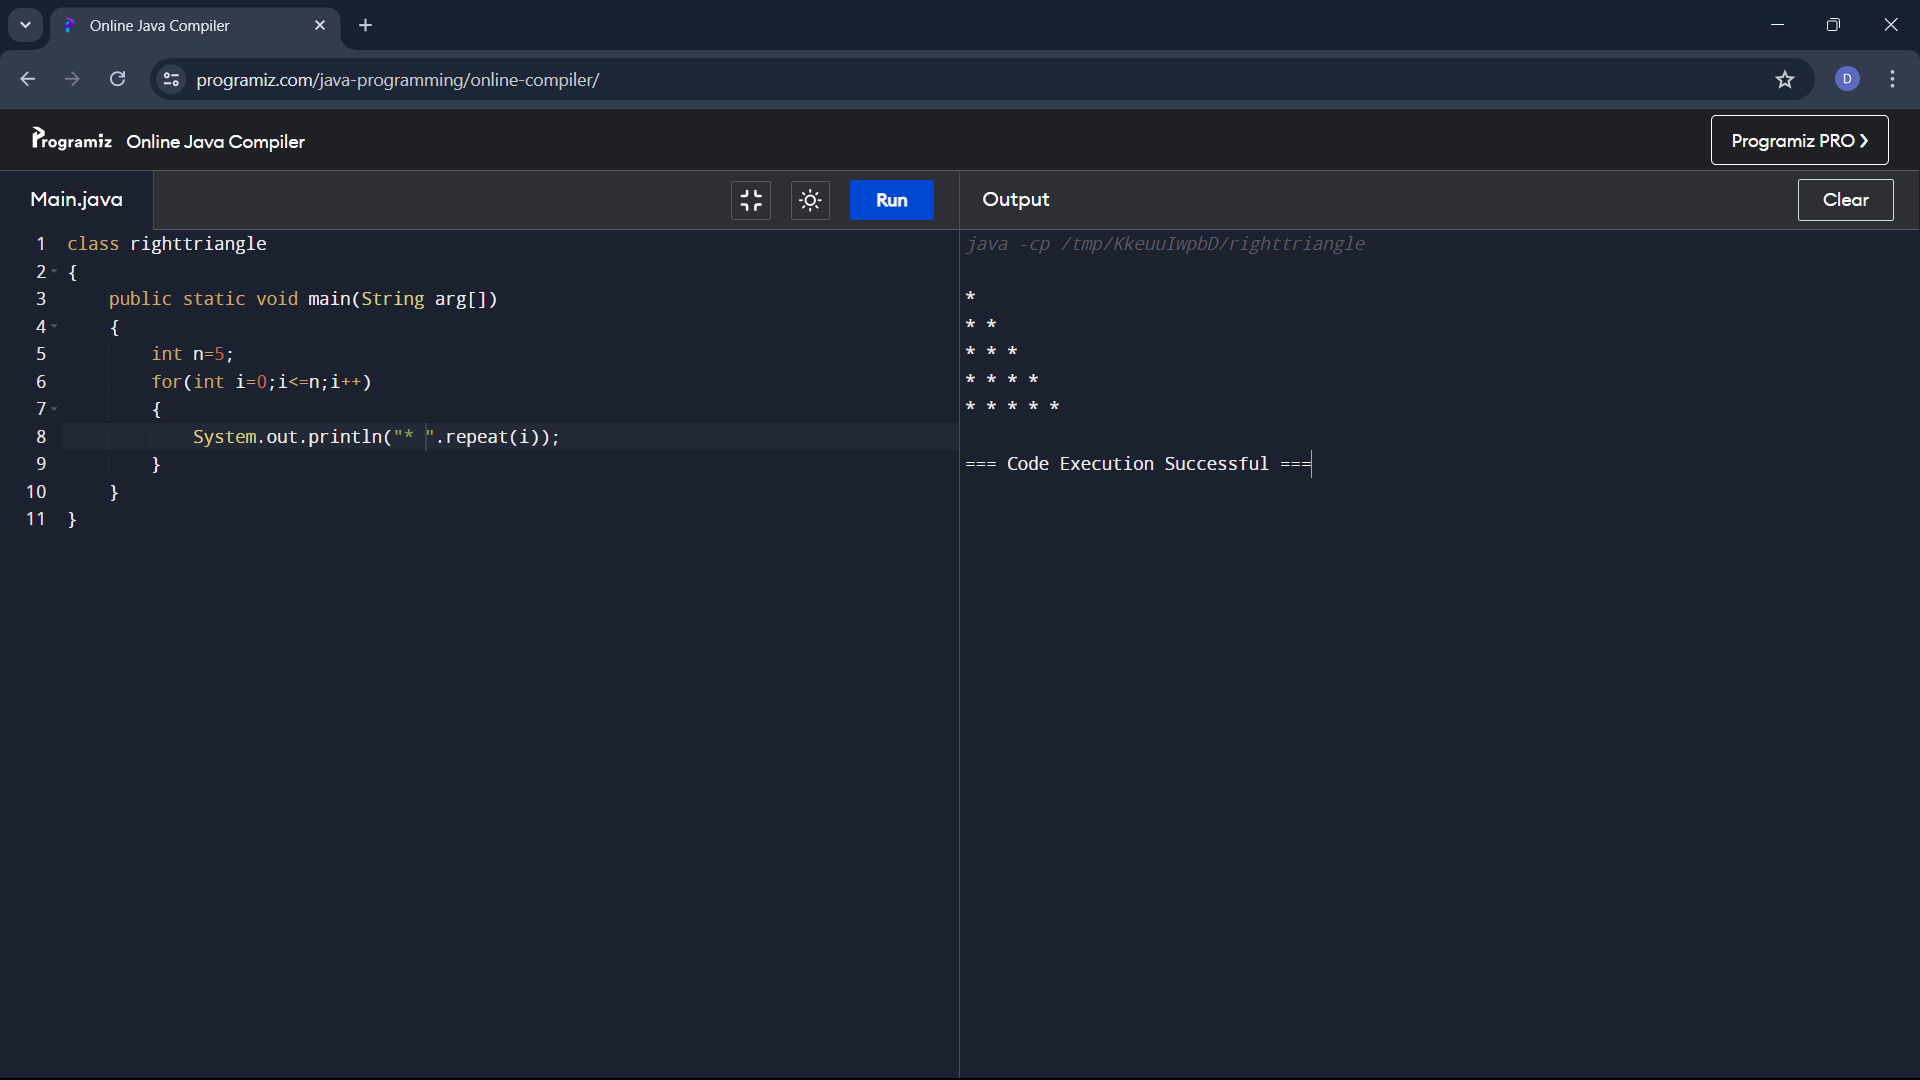 Online Java Compiler
programiz.com/java-programming/online-compiler/
D
Programiz Online Java Compiler
Programiz PRO ❯
Main.java
Run
Output
Clear
1 class righttriangle
2 {
3     public static void main(String arg[])
4     {
5         int n=5;
6         for(int i=0;i<=n;i++)
7         {
8             System.out.println("* ".repeat(i));
9         }
10     }
11 }
java -cp /tmp/KkeuuIwpbD/righttriangle
*
* *
* * *
* * * *
* * * * *
=== Code Execution Successful ===